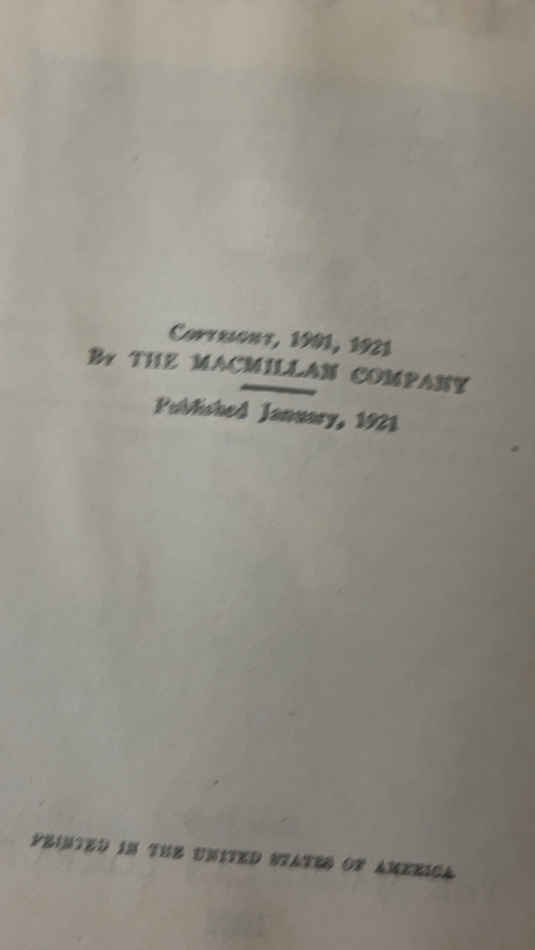 COPYRIGHT, 1901, 1921
BY THE MACMILLAN COMPANY
Published January, 1921
PRINTED IN THE UNITED STATES OF AMERICA